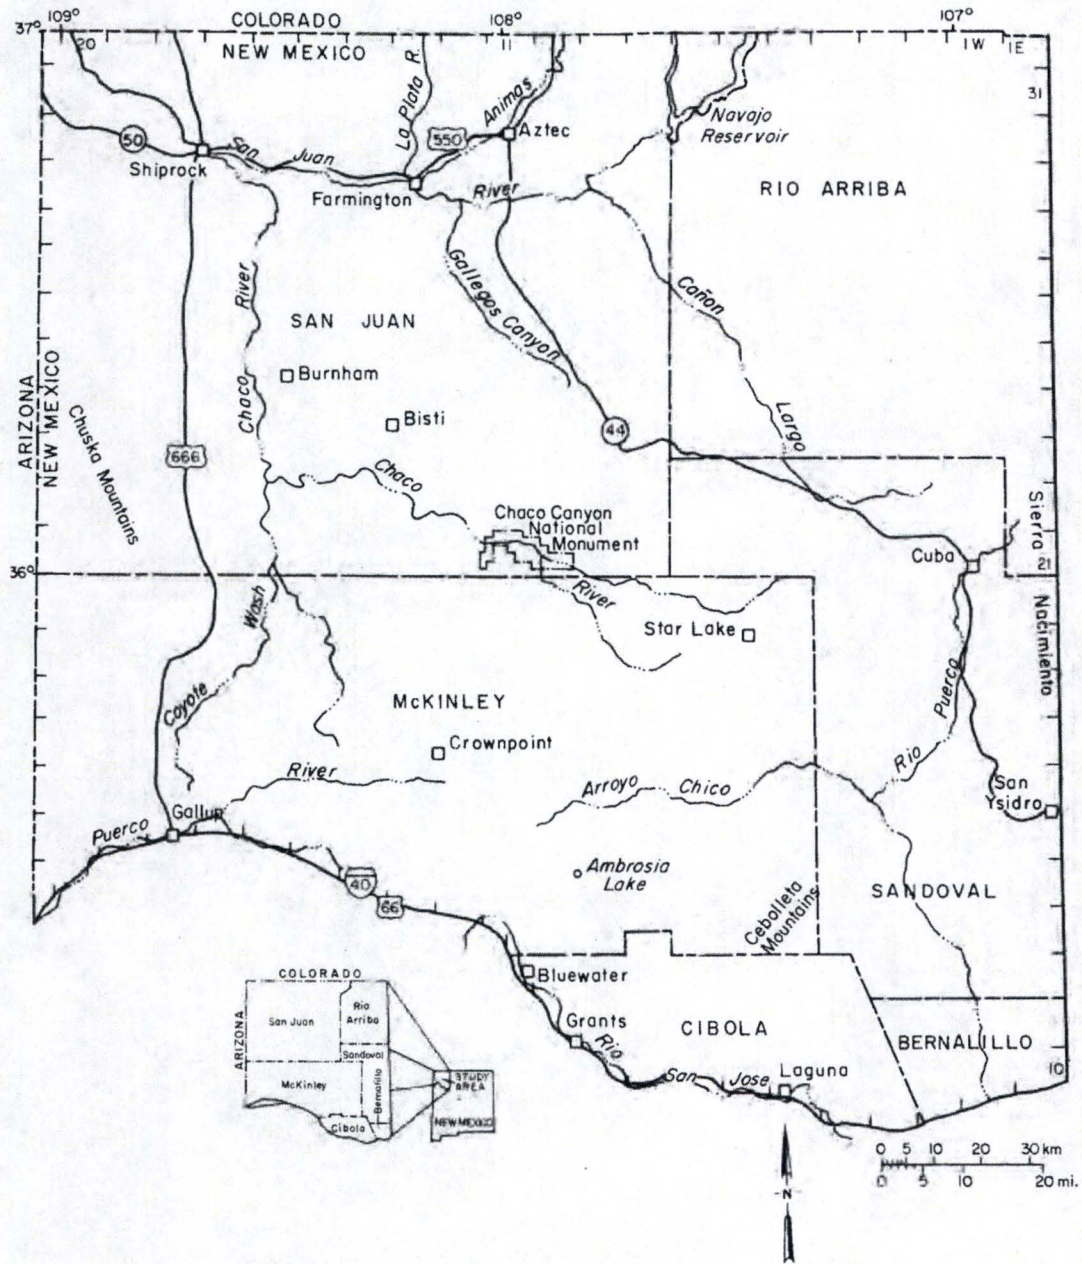 37° 109°
COLORADO
108°
107°
20
NEW MEXICO
11
1W 1E
31
La Plata R.
Animas
550
Aztec
Navajo
Reservoir
50
San Juan
Shiprock
Farmington
River
RIO ARRIBA
Gallegos Canyon
Cañon
Largo
SAN JUAN
River
Chaco
Burnham
Bisti
ARIZONA
NEW MEXICO
Chuska Mountains
666
44
Chaco
Chaco Canyon
National
Monument
Sierra
Nacimiento
Cuba
36°
21
River
Wash
Coyote
Star Lake
McKINLEY
Puerco
Rio
Crownpoint
River
Arroyo Chico
San
Ysidro
Gallup
Puerco
Ambrosia
Lake
40
66
SANDOVAL
Cebolleta
Mountains
Bluewater
COLORADO
Rio
Arriba
San Juan
ARIZONA
Sandoval
McKinley
Bernalillo
Cibola
STUDY
AREA
NEW MEXICO
Grants
CIBOLA
BERNALILLO
Rio
San Jose
Laguna
10
0 5 10 20 30 km
0 5 10 20 mi.
N